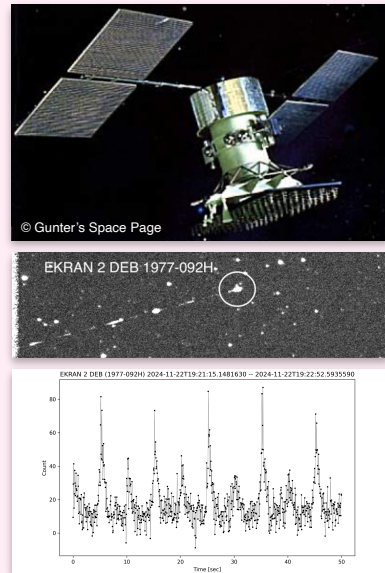 © Gunter's Space Page
EKRAN 2 DEB 1977-092H
EKRAN 2 DEB (1977-092H) 2024-11-22T19:21:15.1481630 -- 2024-11-22T19:22:52.5935590
80
60
40
20
0
Count
0 10 20 30 40 50
Time [sec]